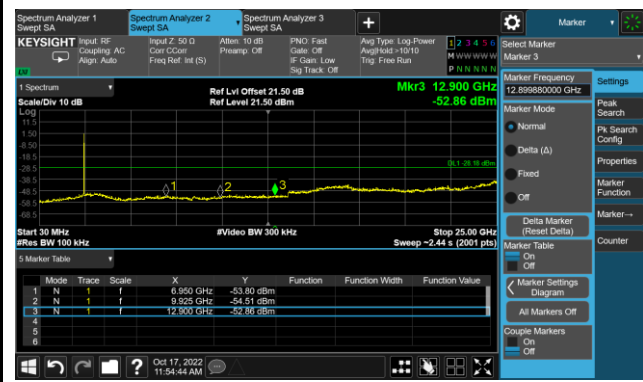 Spectrum Analyzer 1
Swept SA
Spectrum Analyzer 2
Swept SA
Spectrum Analyzer 3
Swept SA
+
Marker
KEYSIGHT
Input: RF
Coupling: AC
Align: Auto
Input Z: 50 Ω
Corr CCorr
Freq Ref: Int (S)
Atten: 10 dB
Preamp: Off
PNO: Fast
Gate: Off
IF Gain: Low
Sig Track: Off
Avg Type: Log-Power
Avg|Hold:>10/10
Trig: Free Run
1 2 3 4 5 6
M W W W W W
P N N N N N
LXI
Select Marker
Marker 3
1 Spectrum
Scale/Div 10 dB
Ref Lvl Offset 21.50 dB
Ref Level 21.50 dBm
Mkr3 12.900 GHz
-52.86 dBm
Log
11.5
1.50
-8.50
-18.5
-28.5
-38.5
-48.5
-58.5
-68.5
DL1 -28.18 dBm
1
2
3
Start 30 MHz
#Res BW 100 kHz
#Video BW 300 kHz
Stop 25.00 GHz
Sweep ~2.44 s (2001 pts)
5 Marker Table
Mode Trace Scale X Y Function Function Width Function Value
1 N 1 f 6.950 GHz -53.80 dBm
2 N 1 f 9.925 GHz -54.51 dBm
3 N 1 f 12.900 GHz -52.86 dBm
4
5
6
Marker Frequency
12.899880000 GHz
Marker Mode
Normal
Delta (Δ)
Fixed
Off
Delta Marker
(Reset Delta)
Marker Table
On
Off
Marker Settings
Diagram
All Markers Off
Couple Markers
On
Off
Settings
Peak
Search
Pk Search
Config
Properties
Marker
Function
Marker→
Counter
?
Oct 17, 2022
11:54:44 AM